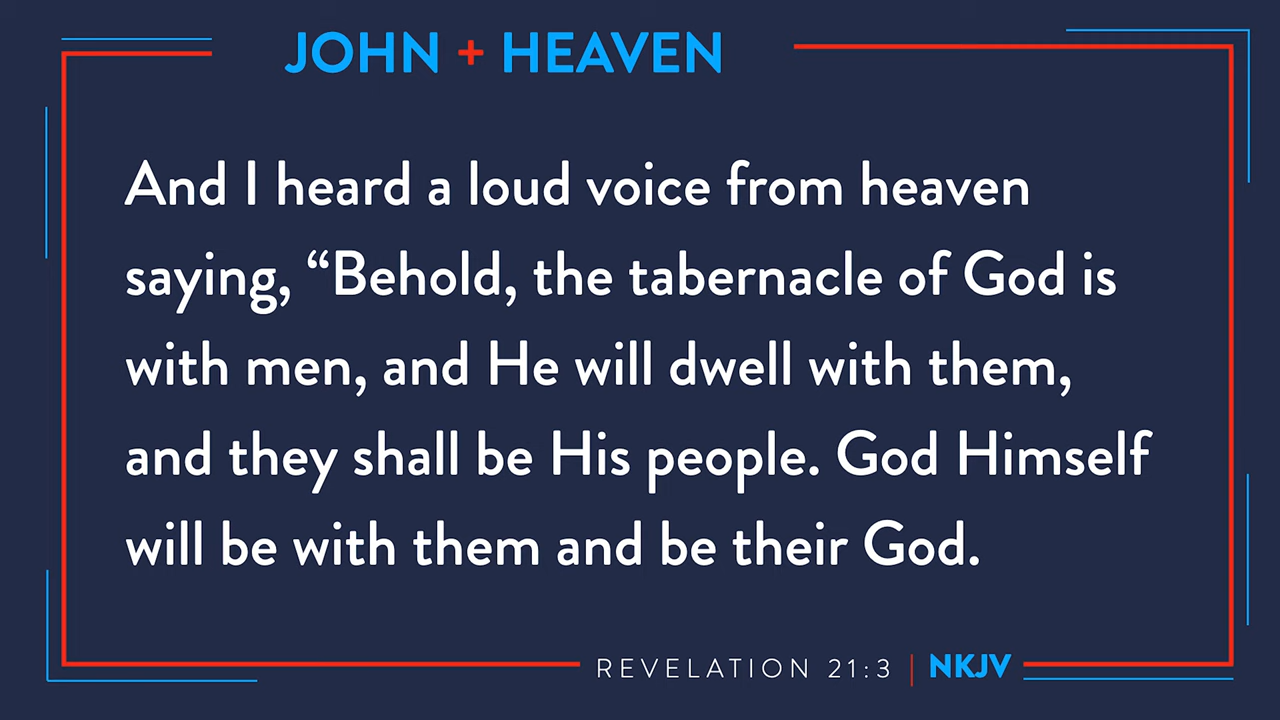 JOHN + HEAVEN
And I heard a loud voice from heaven
saying, “Behold, the tabernacle of God is
with men, and He will dwell with them,
and they shall be His people. God Himself
will be with them and be their God.
REVELATION 21:3 | NKJV